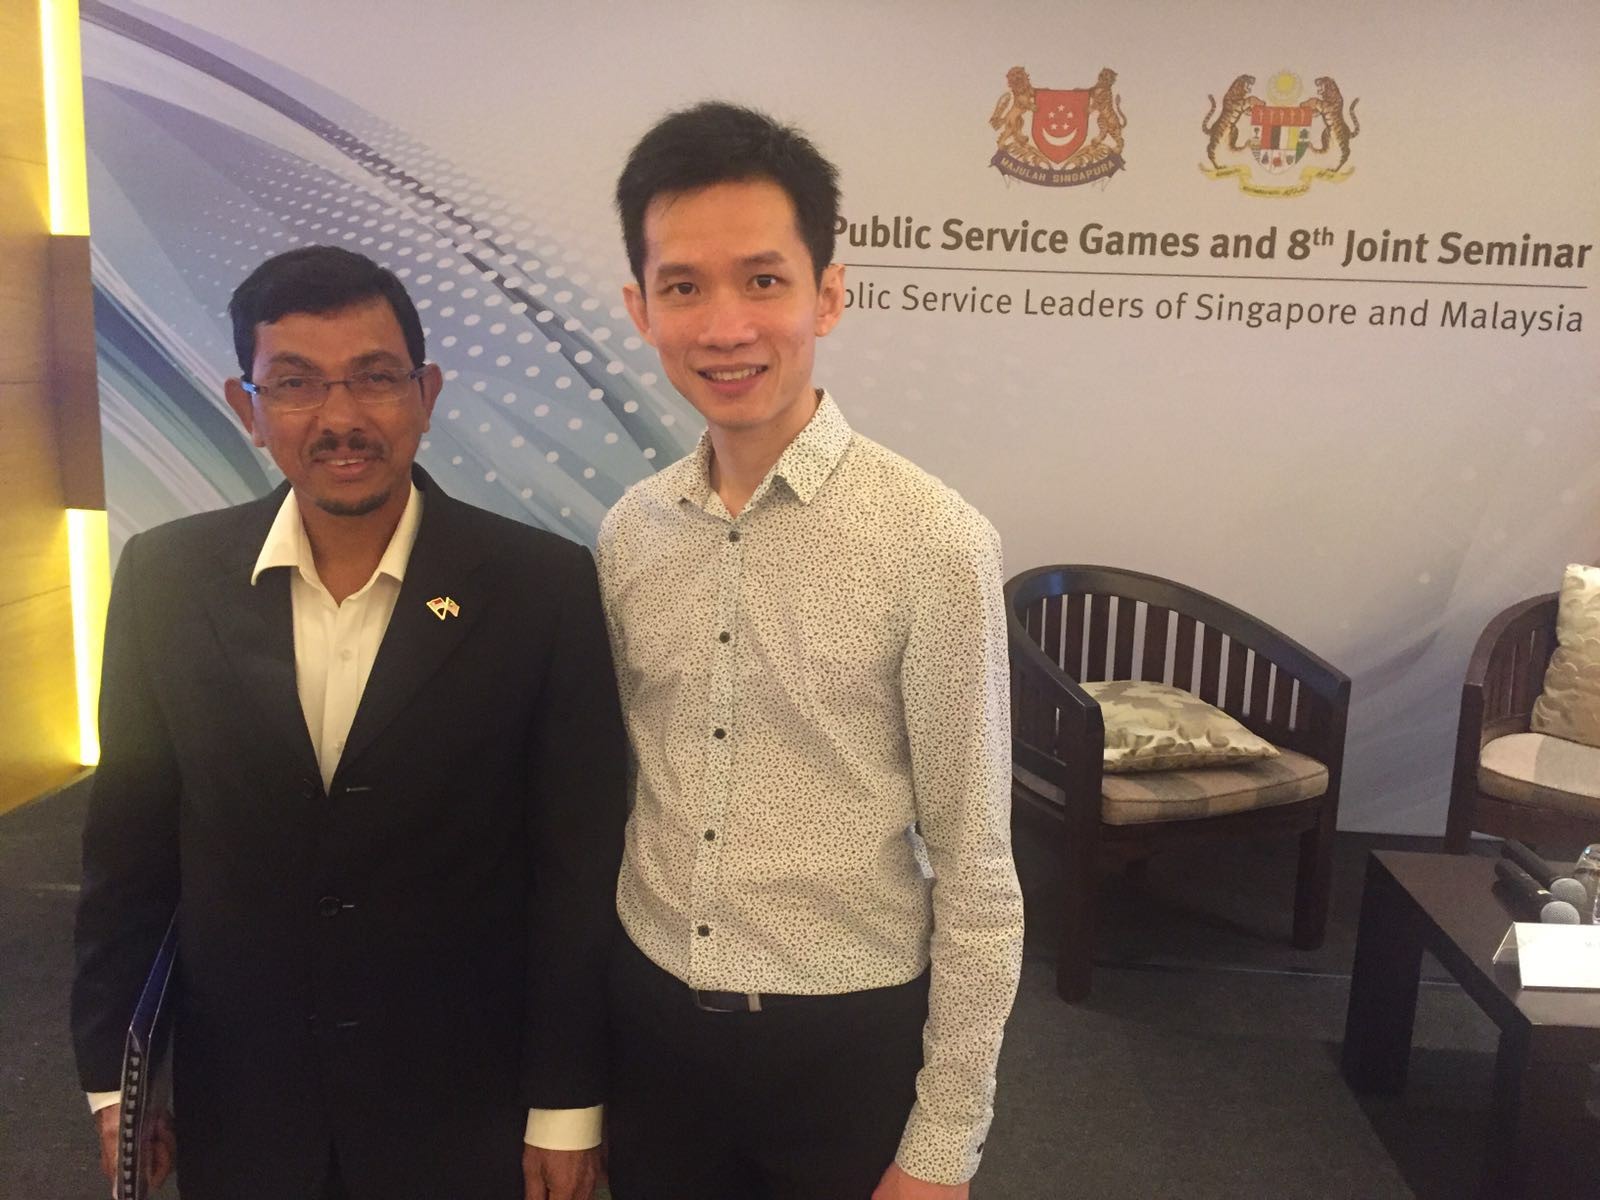 MAJULAH SINGAPURA
Public Service Games and 8th Joint Seminar
blic Service Leaders of Singapore and Malaysia